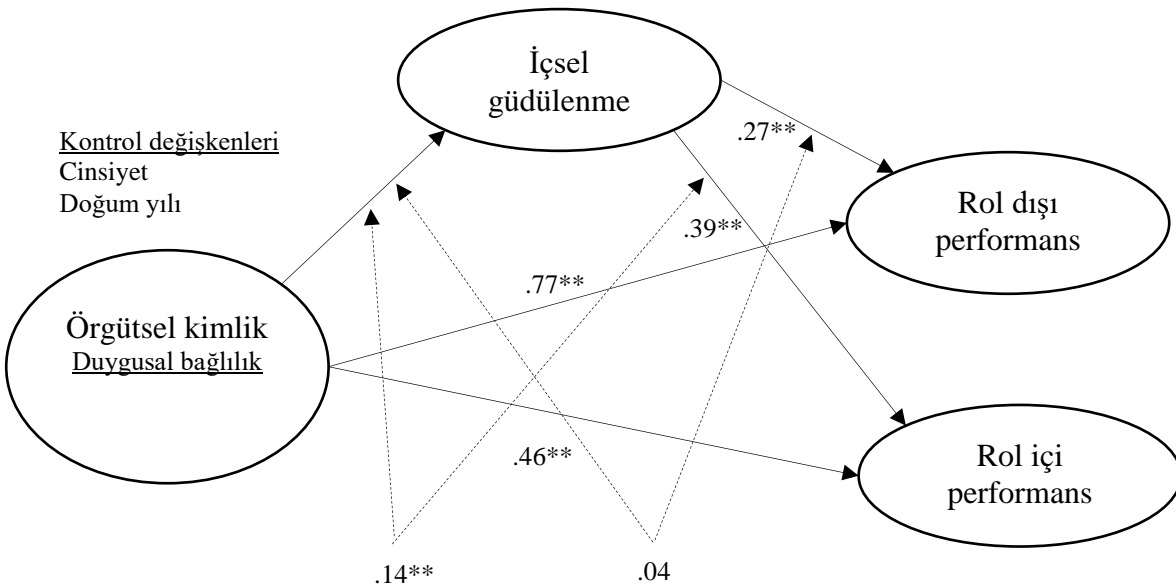 İçsel
güdülenme
Kontrol değişkenleri
Cinsiyet
Doğum yılı
.27**
Rol dışı
performans
.39**
.77**
Örgütsel kimlik
Duygusal bağlılık
.46**
Rol içi
performans
.14**
.04